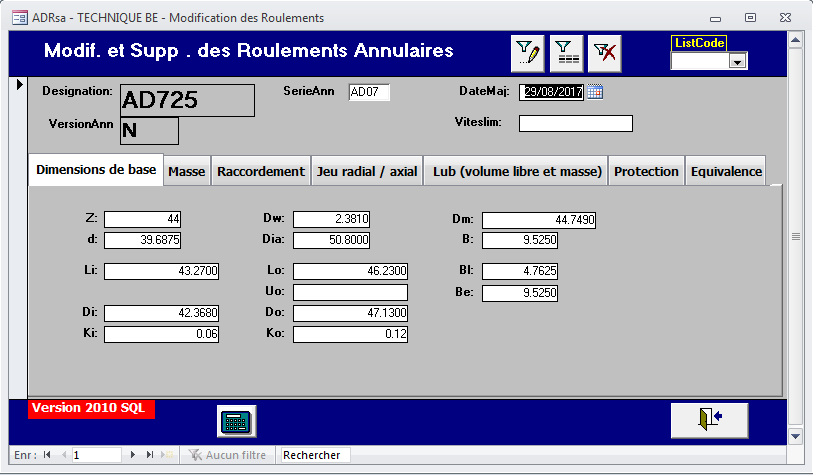 ADRsa - TECHNIQUE BE - Modification des Roulements
Modif. et Supp . des Roulements Annulaires
ListCode
Designation: AD725 SerieAnn AD07 DateMaj: 29/08/2017
VersionAnn N Viteslim:
Dimensions de base Masse Raccordement Jeu radial / axial Lub (volume libre et masse) Protection Equivalence
Z: 44 Dw: 2.3810 Dm: 44.7490
d: 39.6875 Dia: 50.8000 B: 9.5250
Li: 43.2700 Lo: 46.2300 Bl: 4.7625
Uo: Be: 9.5250
Di: 42.3680 Do: 47.1300
Ki: 0.06 Ko: 0.12
Version 2010 SQL
Enr : 1 Aucun filtre Rechercher